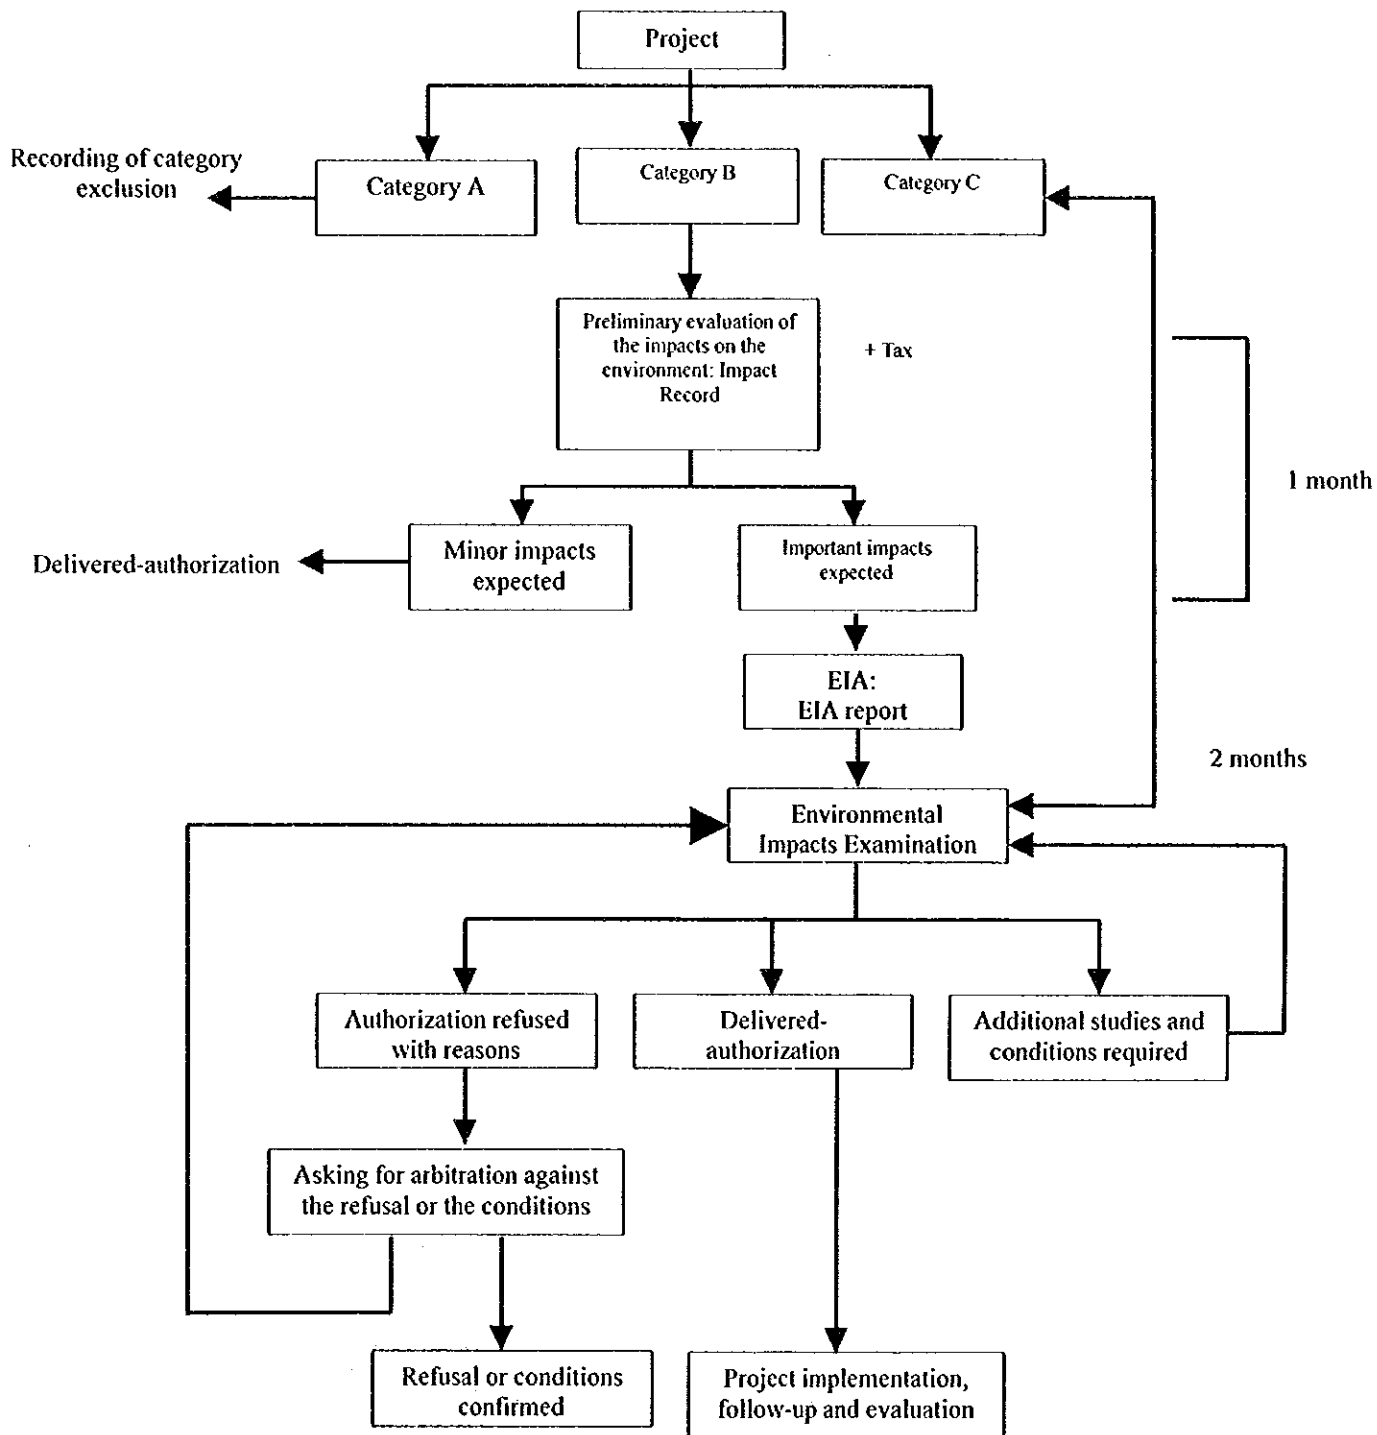 Project
Recording of category
exclusion
Category A
Category B
Category C
Preliminary evaluation of
the impacts on the
environment: Impact
Record
+ Tax
1 month
Delivered-authorization
Minor impacts
expected
Important impacts
expected
EIA:
EIA report
2 months
Environmental
Impacts Examination
Authorization refused
with reasons
Delivered-
authorization
Additional studies and
conditions required
Asking for arbitration against
the refusal or the conditions
Refusal or conditions
confirmed
Project implementation,
follow-up and evaluation